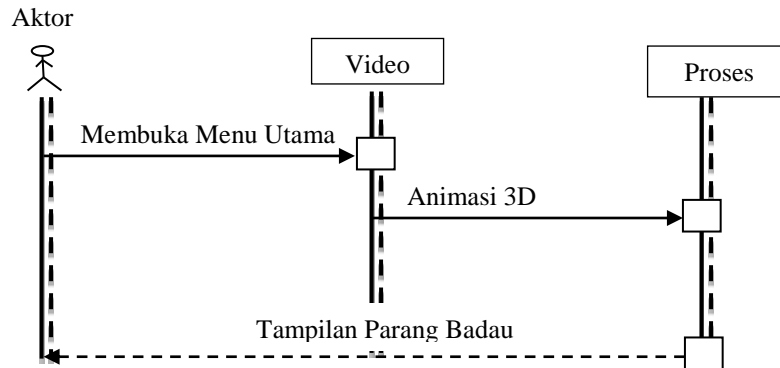 Aktor
Video
Proses
Membuka Menu Utama
Animasi 3D
Tampilan Parang Badau